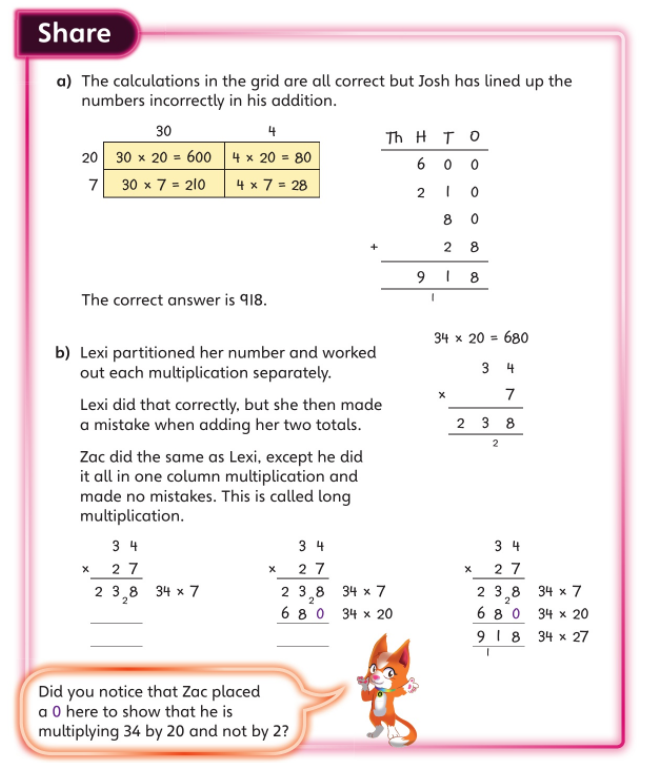 Share
a) The calculations in the grid are all correct but Josh has lined up the
numbers incorrectly in his addition.
30 4
20 30 × 20 = 600 4 × 20 = 80
7 30 × 7 = 210 4 × 7 = 28
Th H T O
6 0 0
2 1 0
8 0
+ 2 8
9 1 8
1
The correct answer is 918.
b) Lexi partitioned her number and worked
out each multiplication separately.
Lexi did that correctly, but she then made
a mistake when adding her two totals.
Zac did the same as Lexi, except he did
it all in one column multiplication and
made no mistakes. This is called long
multiplication.
34 × 20 = 680
3 4
× 7
2 3 8
2
3 4
× 2 7
2 3 2 8 34 × 7
3 4
× 2 7
2 3 2 8 34 × 7
6 8 0 34 × 20
3 4
× 2 7
2 3 2 8 34 × 7
6 8 0 34 × 20
9 1 8 34 × 27
1
Did you notice that Zac placed
a 0 here to show that he is
multiplying 34 by 20 and not by 2?